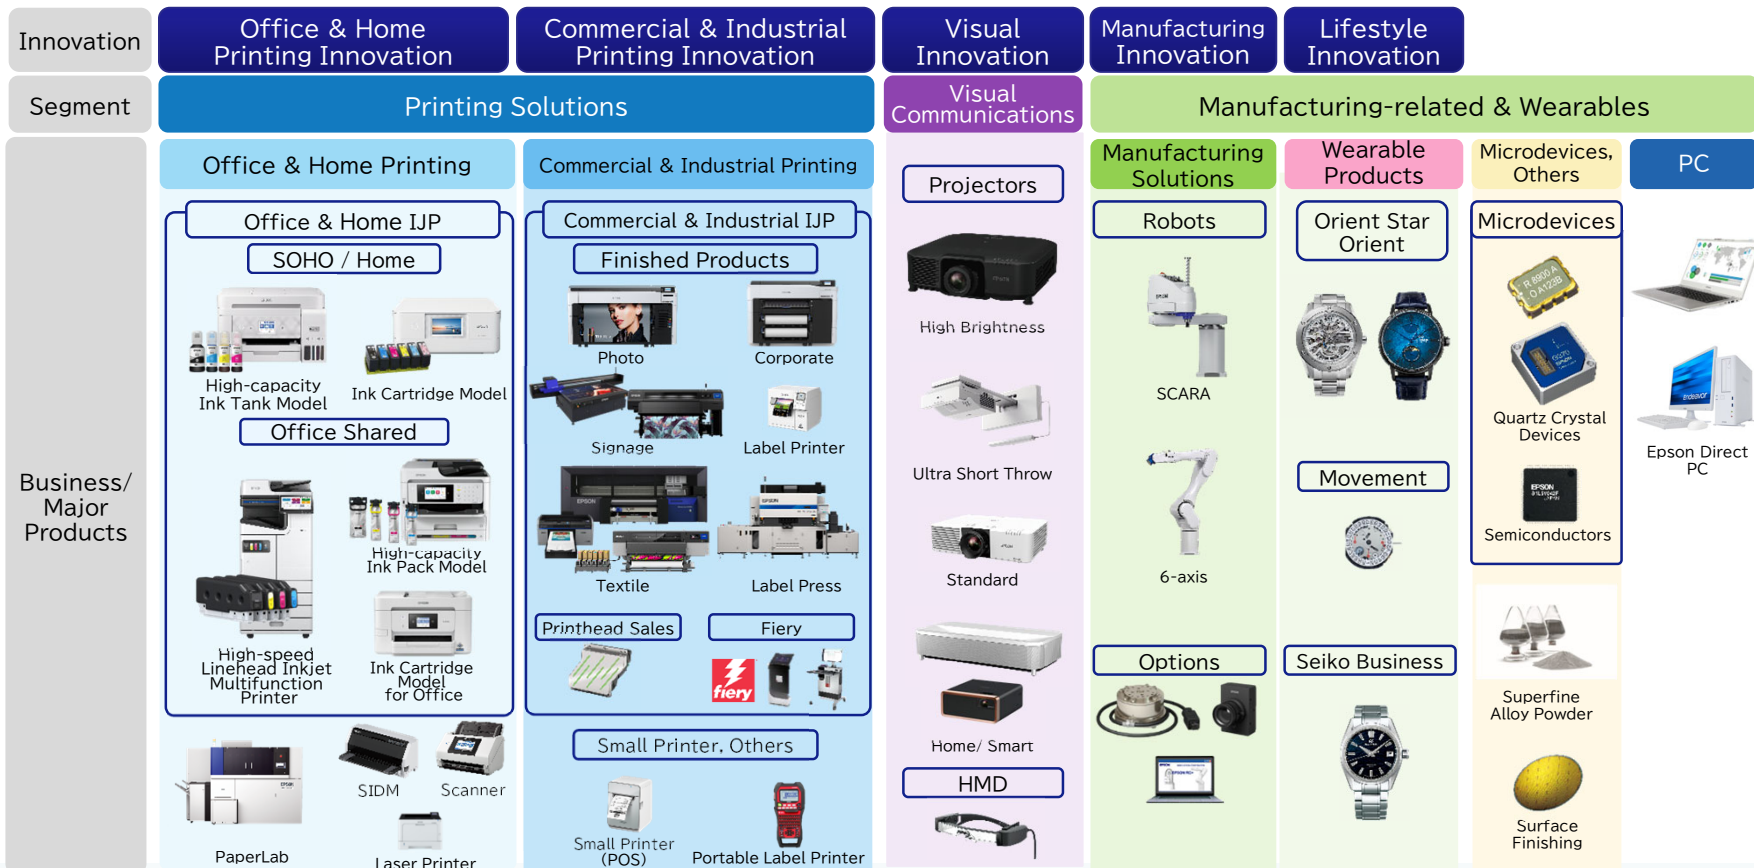 Innovation
Office & Home
Printing Innovation
Commercial & Industrial
Printing Innovation
Visual
Innovation
Manufacturing
Innovation
Lifestyle
Innovation
Segment
Printing Solutions
Visual
Communications
Manufacturing-related & Wearables
Business/
Major
Products
Office & Home Printing
Office & Home IJP
SOHO / Home
High-capacity
Ink Tank Model
Ink Cartridge Model
Office Shared
High-capacity
Ink Pack Model
High-speed
Linehead Inkjet
Multifunction
Printer
Ink Cartridge
Model
for Office
PaperLab
SIDM
Scanner
Laser Printer
Commercial & Industrial Printing
Commercial & Industrial IJP
Finished Products
Photo
Corporate
Signage
Label Printer
EPSON
EPSON
Textile
Label Press
Printhead Sales
Fiery
fiery
Small Printer, Others
Small Printer
(POS)
Portable Label Printer
Projectors
High Brightness
Ultra Short Throw
Standard
Home/ Smart
HMD
Manufacturing
Solutions
Robots
SCARA
6-axis
Options
Wearable
Products
Orient Star
Orient
Movement
Seiko Business
Microdevices,
Others
Microdevices
R 8900 A
O A123B
Quartz Crystal
Devices
EPSON
Semiconductors
Superfine
Alloy Powder
Surface
Finishing
PC
Endeavor
Epson Direct
PC